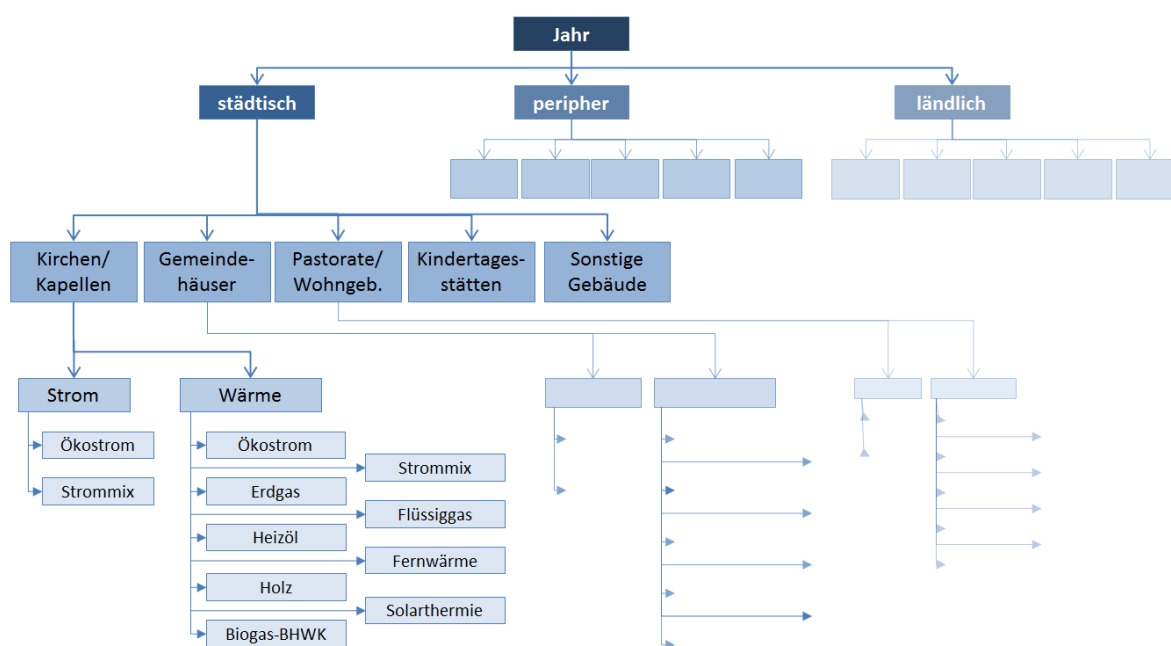 Jahr
städtisch
peripher
ländlich
Kirchen/
Kapellen
Gemeinde-
häuser
Pastorate/
Wohngeb.
Kindertages-
stätten
Sonstige
Gebäude
Strom
Wärme
Ökostrom
Strommix
Ökostrom
Strommix
Erdgas
Flüssiggas
Heizöl
Fernwärme
Holz
Solarthermie
Biogas-BHWK